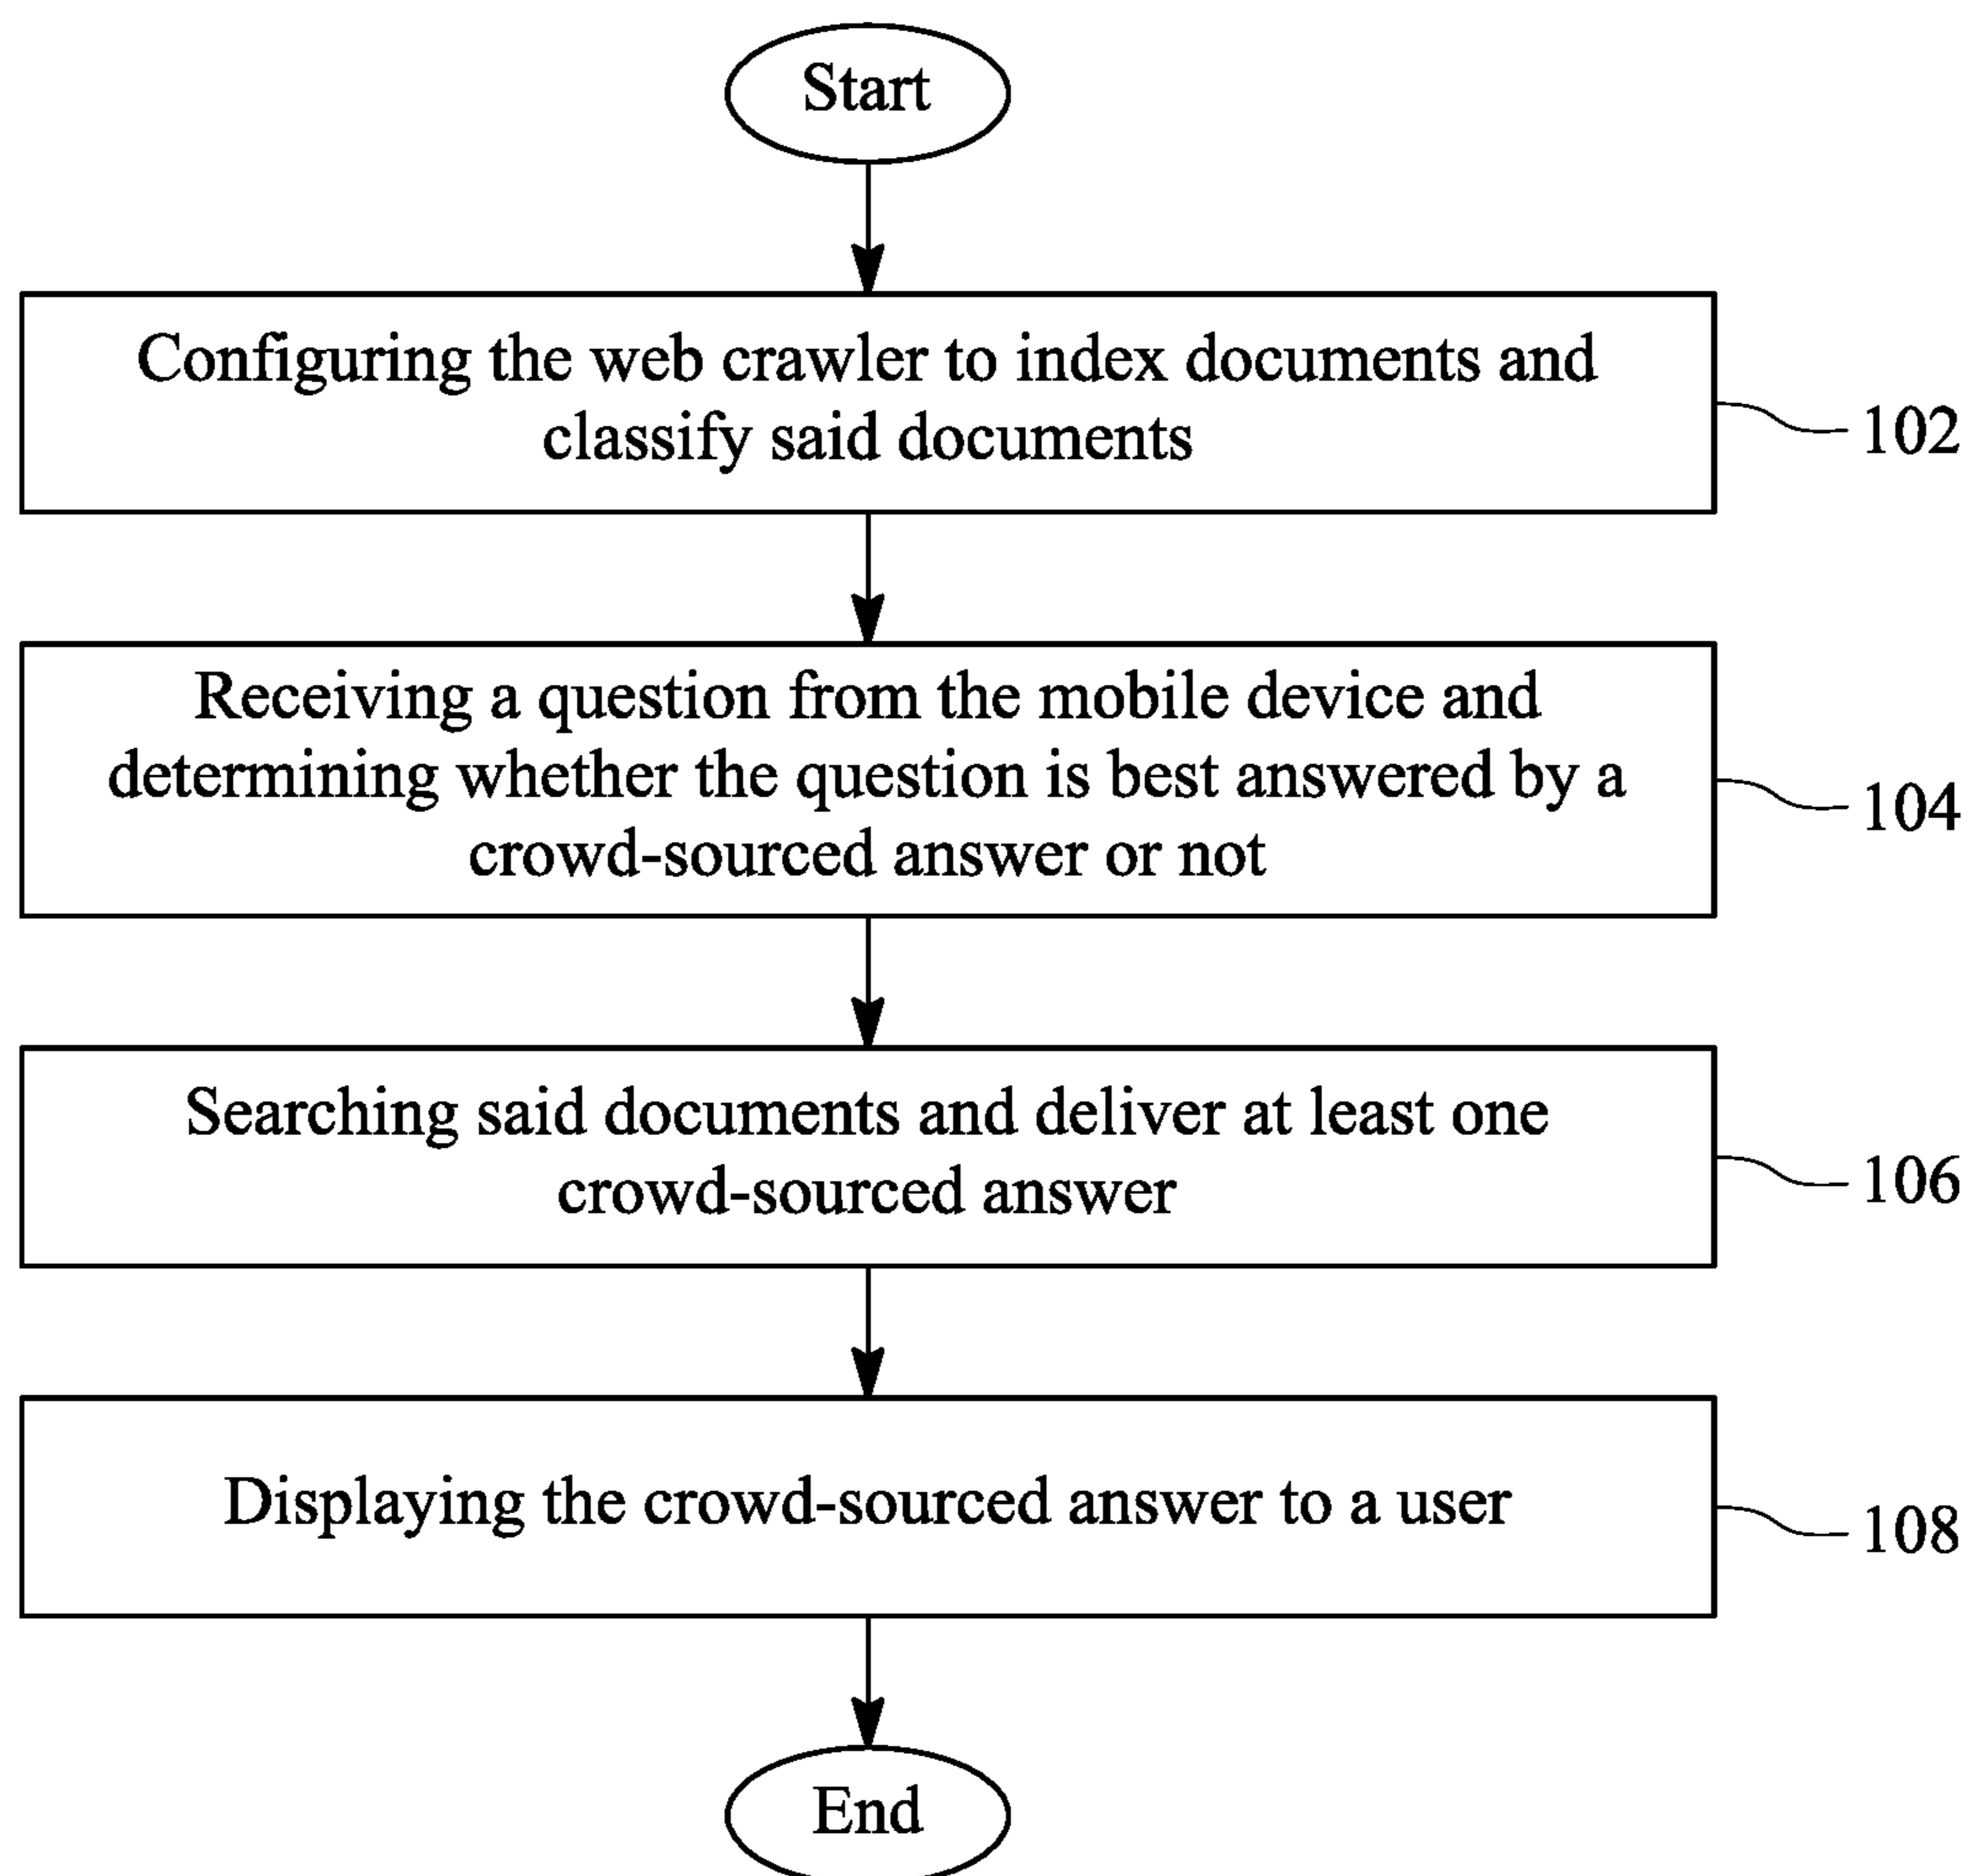 Start
Configuring the web crawler to index documents and
classify said documents
102
Receiving a question from the mobile device and
determining whether the question is best answered by a
crowd-sourced answer or not
104
Searching said documents and deliver at least one
crowd-sourced answer
106
Displaying the crowd-sourced answer to a user
108
End